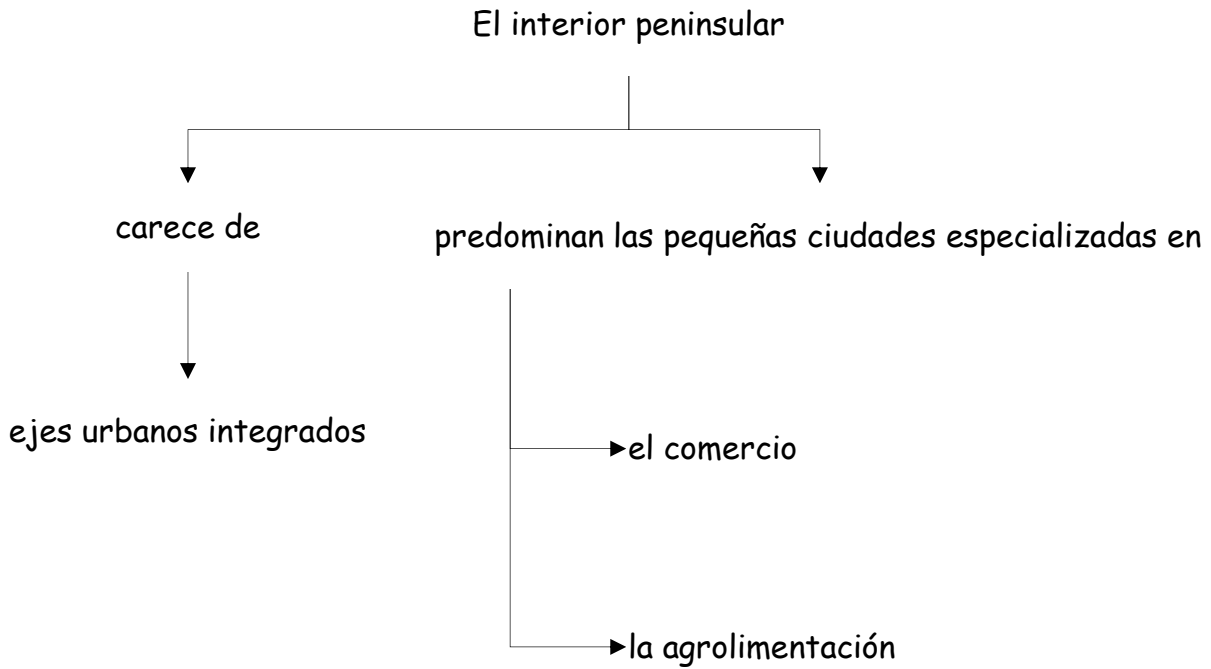 El interior peninsular
carece de
predominan las pequeñas ciudades especializadas en
ejes urbanos integrados
el comercio
la agrolimentación